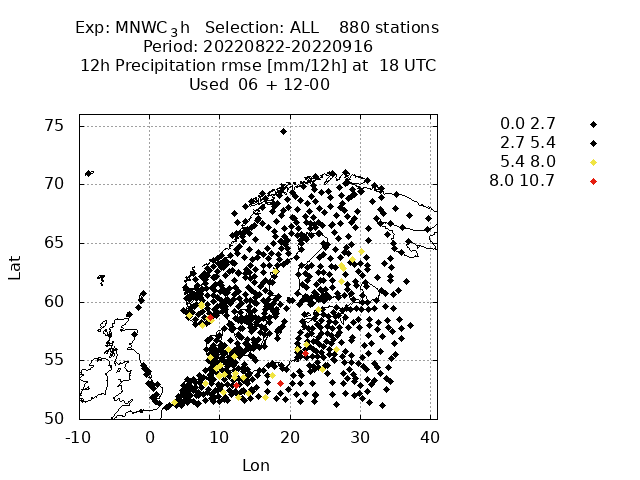 Exp: MNWC_3h Selection: ALL 880 stations
Period: 20220822-20220916
12h Precipitation rmse [mm/12h] at 18 UTC
Used 06 + 12-00
0.0 2.7
2.7 5.4
5.4 8.0
8.0 10.7
75
70
65
60
55
50
Lat
-10 0 10 20 30 40
Lon